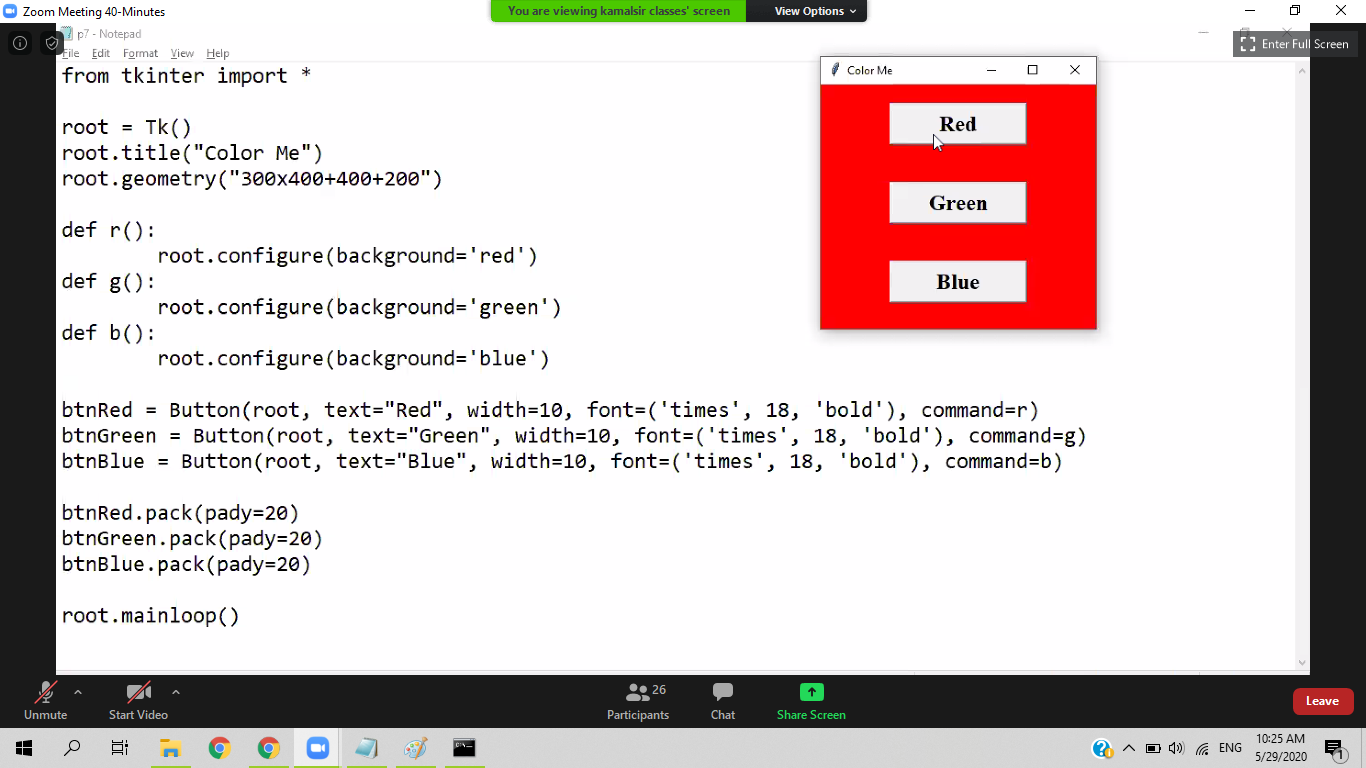 Zoom Meeting 40-Minutes
You are viewing kamalsir classes' screen
View Options
p7 - Notepad
Enter Full Screen
File Edit Format View Help
from tkinter import *
root = Tk()
root.title("Color Me")
root.geometry("300x400+400+200")
def r():
root.configure(background='red')
def g():
root.configure(background='green')
def b():
root.configure(background='blue')
btnRed = Button(root, text="Red", width=10, font=('times', 18, 'bold'), command=r)
btnGreen = Button(root, text="Green", width=10, font=('times', 18, 'bold'), command=g)
btnBlue = Button(root, text="Blue", width=10, font=('times', 18, 'bold'), command=b)
btnRed.pack(pady=20)
btnGreen.pack(pady=20)
btnBlue.pack(pady=20)
root.mainloop()
Color Me
Red
Green
Blue
Unmute
Start Video
26
Participants
Chat
Share Screen
Leave
ENG
10:25 AM
5/29/2020
1